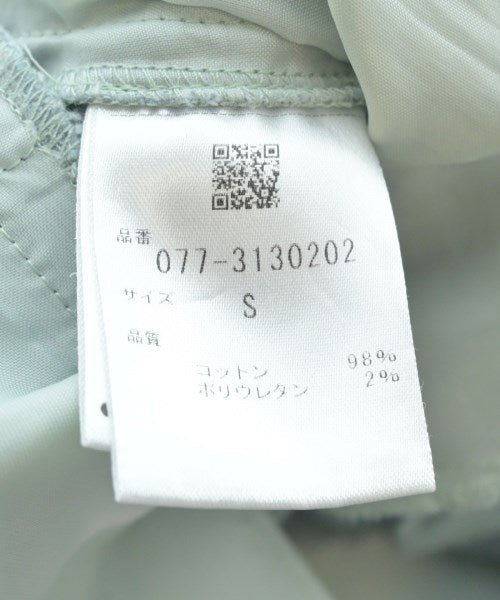 品番
077-3130202
サイズ S
品質
コットン 98%
ポリウレタン 2%